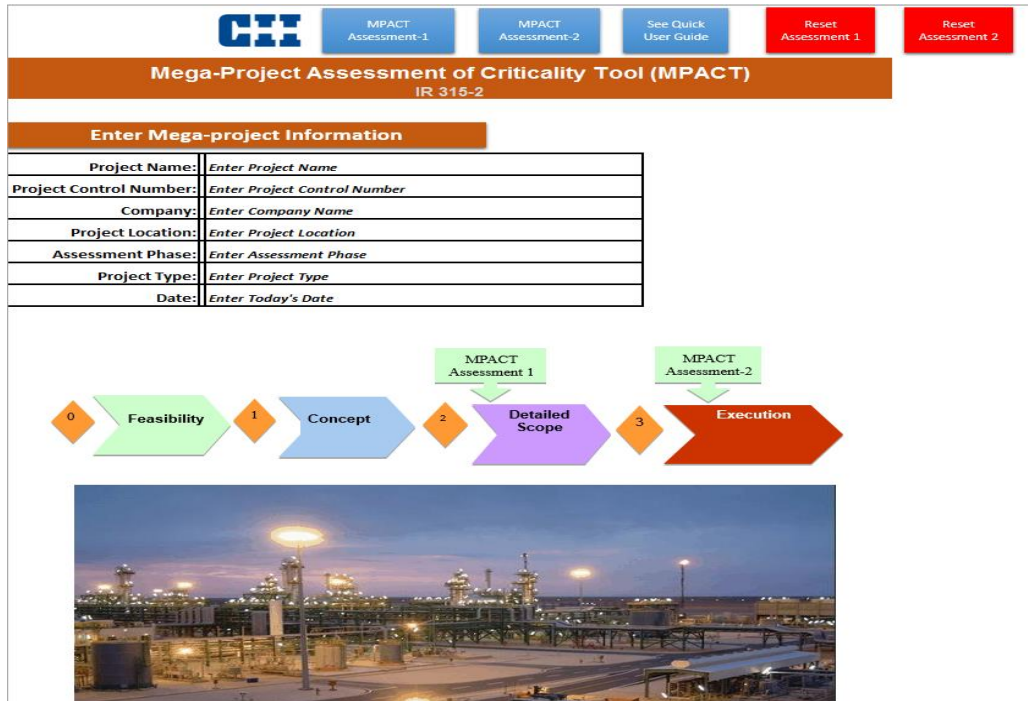 CII
MPACT
Assessment-1
MPACT
Assessment-2
See Quick
User Guide
Reset
Assessment 1
Reset
Assessment 2
Mega-Project Assessment of Criticality Tool (MPACT)
IR 315-2
Enter Mega-project Information
Project Name: Enter Project Name
Project Control Number: Enter Project Control Number
Company: Enter Company Name
Project Location: Enter Project Location
Assessment Phase: Enter Assessment Phase
Project Type: Enter Project Type
Date: Enter Today's Date
MPACT
Assessment 1
MPACT
Assessment-2
0
Feasibility
1
Concept
2
Detailed
Scope
3
Execution